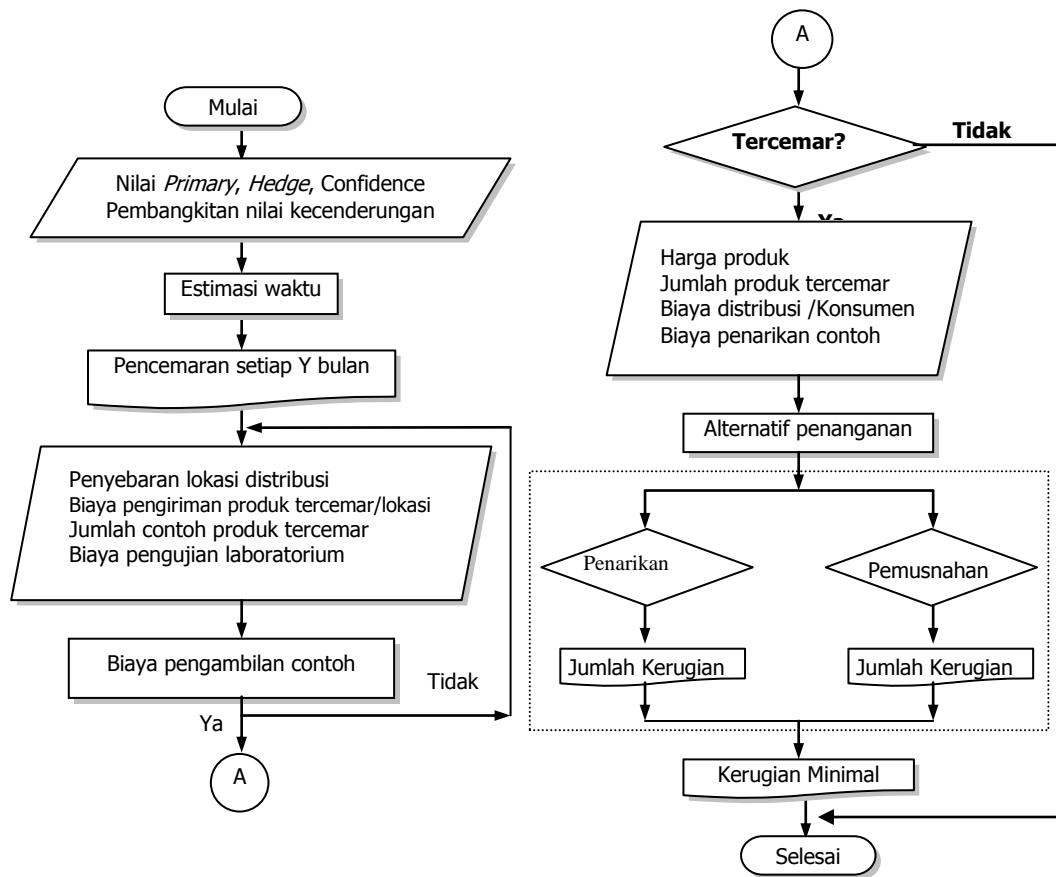 Mulai
Nilai Primary, Hedge, Confidence
Pembangkitan nilai kecenderungan
Estimasi waktu
Pencemaran setiap Y bulan
Penyebaran lokasi distribusi
Biaya pengiriman produk tercemar/lokasi
Jumlah contoh produk tercemar
Biaya pengujian laboratorium
Biaya pengambilan contoh
Tidak
Ya
A
A
Tercemar?
Tidak
Harga produk
Jumlah produk tercemar
Biaya distribusi /Konsumen
Biaya penarikan contoh
Alternatif penanganan
Penarikan
Pemusnahan
Jumlah Kerugian
Jumlah Kerugian
Kerugian Minimal
Selesai